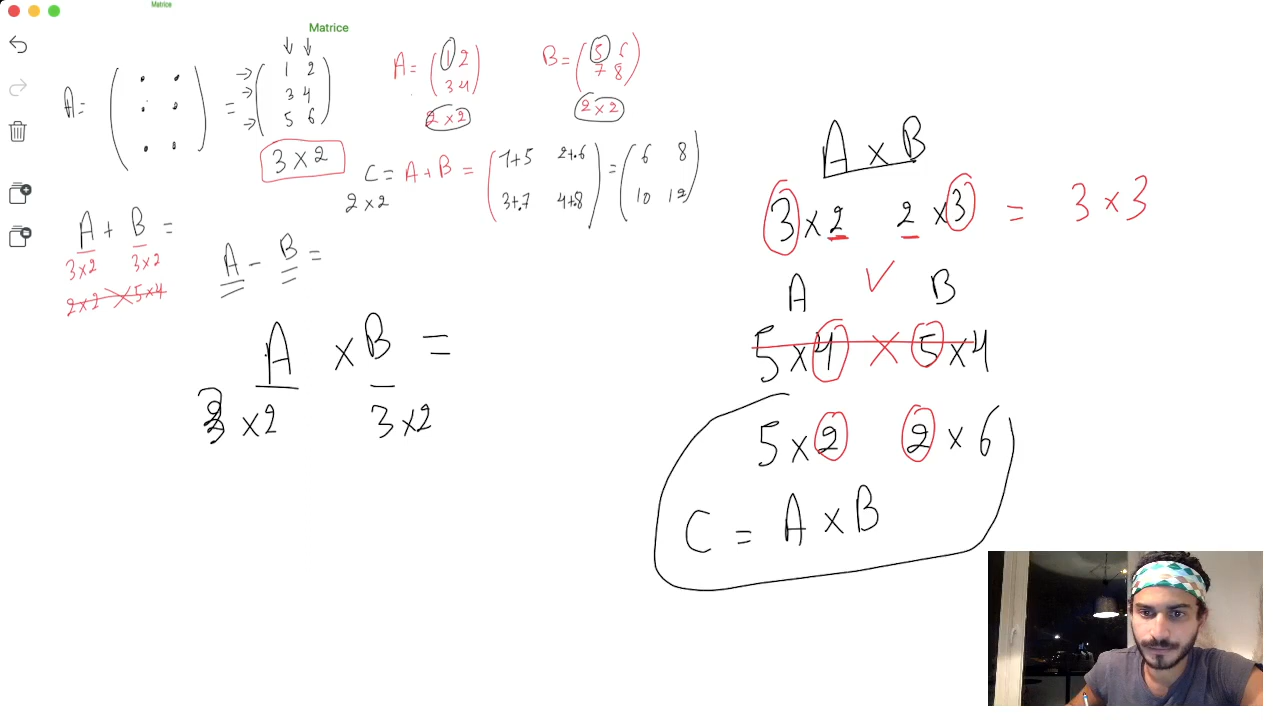 Matrice
Matrice
A = ( . . . . . . ) = ( 1 2
3 4
5 6 )
3 x 2
A = ( 1 2
3 4 )
2 x 2
B = ( 5 6
7 8 )
2 x 2
C = A + B = ( 1+5 2+6
3+7 4+8 ) = ( 6 8
10 12 )
2 x 2
A + B =
3x2 3x2
2x2 X 5x4
A - B =
A x B =
3 x2 3 x2
A x B
3 x 2 2 x 3 = 3 x 3
A ✓ B
5 x 4 X 5 x 4
5 x 2 2 x 6
C = A x B